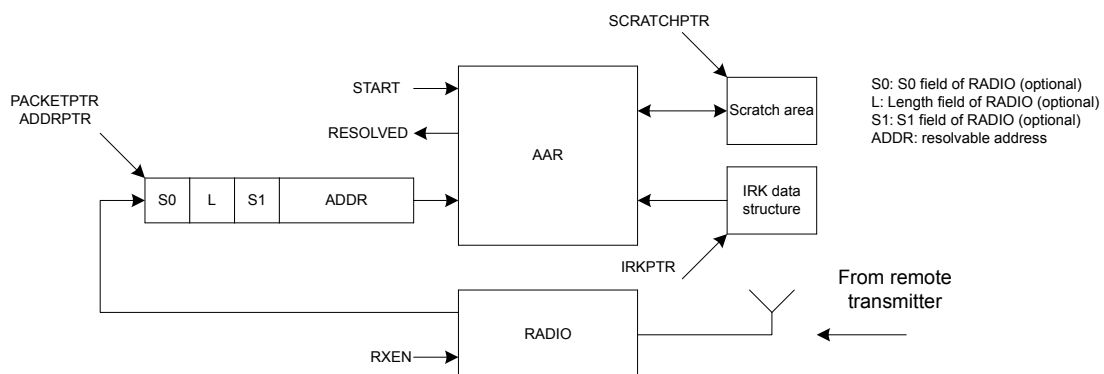 SCRATCHPTR
START
PACKETPTR
ADDRPTR
RESOLVED
AAR
Scratch area
S0: S0 field of RADIO (optional)
L: Length field of RADIO (optional)
S1: S1 field of RADIO (optional)
ADDR: resolvable address
S0
L
S1
ADDR
IRK data
structure
IRKPTR
From remote
transmitter
RADIO
RXEN